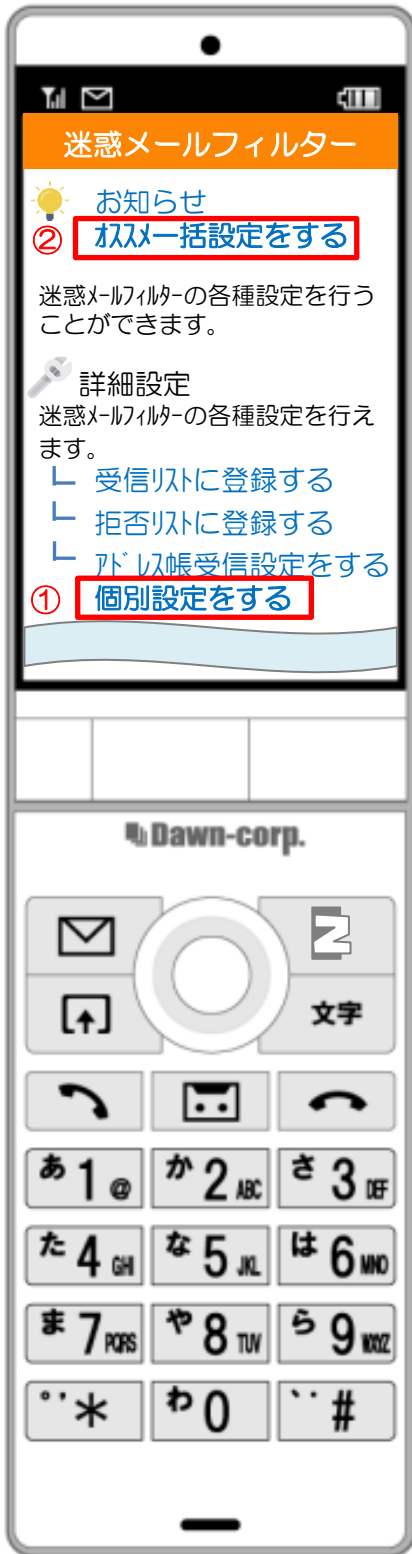 迷惑メールフィルター
お知らせ
② ｵｽｽﾒ一括設定をする
迷惑ﾒｰﾙﾌｨﾙﾀｰの各種設定を行う
ことができます。
詳細設定
迷惑ﾒｰﾙﾌｨﾙﾀｰの各種設定を行え
ます。
受信ﾘｽﾄに登録する
拒否ﾘｽﾄに登録する
ｱﾄﾞﾚｽ帳受信設定をする
① 個別設定をする
Dawn-corp.
Z
文字
あ 1 @ か 2 ABC さ 3 DEF
た 4 GHI な 5 JKL は 6 MNO
ま 7 PQRS や 8 TUV ら 9 WXYZ
゜'* わ 0 、. #